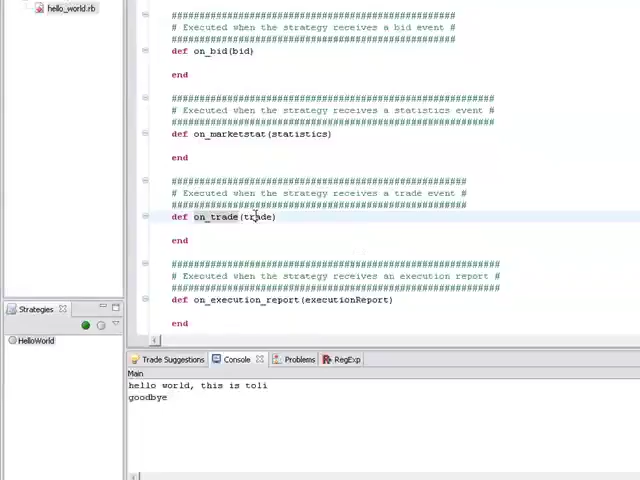 hello_world.rb
################################################
# Executed when the strategy receives a bid event #
################################################
def on_bid(bid)
end
#######################################################
# Executed when the strategy receives a statistics event #
#######################################################
def on_marketstat(statistics)
end
##################################################
# Executed when the strategy receives a trade event #
##################################################
def on_trade(trade)
end
########################################################
# Executed when the strategy receives an execution report #
########################################################
def on_execution_report(executionReport)
end
Strategies
HelloWorld
Trade Suggestions Console Problems RegExp
Main
hello world, this is toli
goodbye